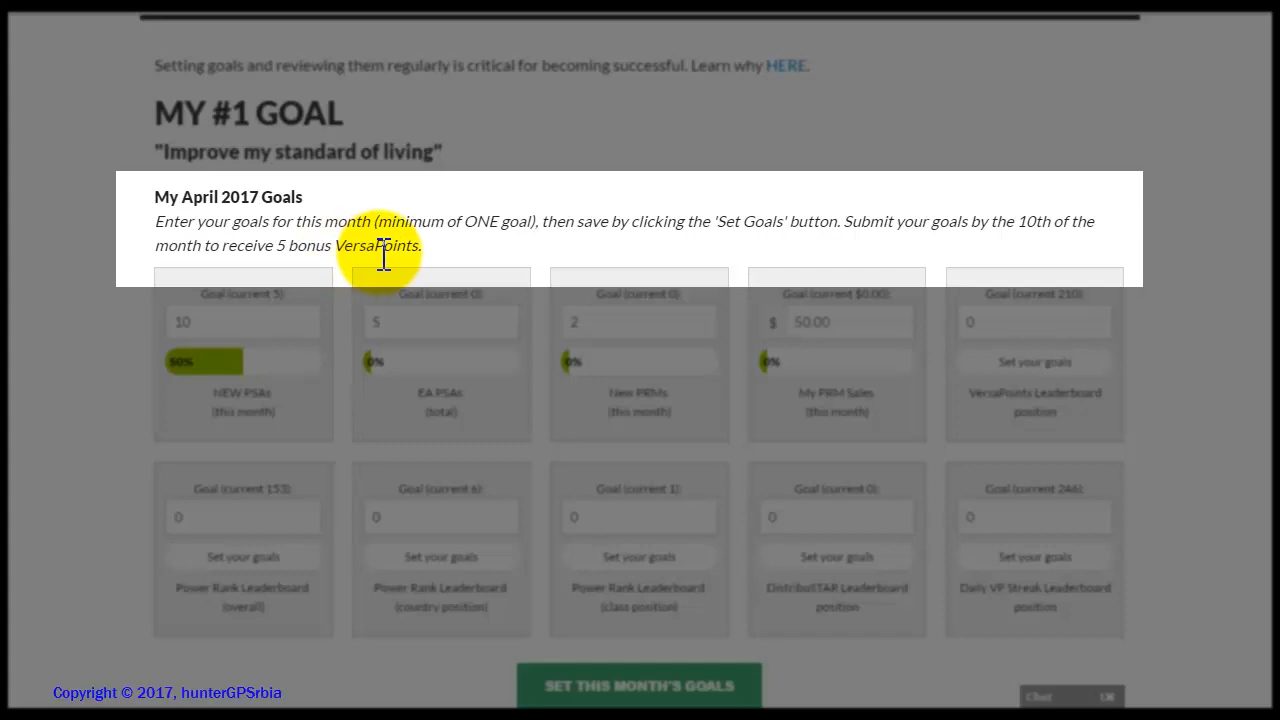 Setting goals and reviewing them regularly is critical for becoming successful. Learn why HERE.
MY #1 GOAL
"Improve my standard of living"
My April 2017 Goals
Enter your goals for this month (minimum of ONE goal), then save by clicking the 'Set Goals' button. Submit your goals by the 10th of the
month to receive 5 bonus VersaPoints.
Goal (current 5): Goal (current 0): Goal (current 0): Goal (current $0.00): Goal (current 210):
10 5 2 $ 50.00 0
50% 0% 0% 0% Set your goals
NEW PSAs EA PSAs New PRMs My PRM Sales VersaPoints Leaderboard
(this month) (total) (this month) (this month) position
Goal (current 153): Goal (current 6): Goal (current 1): Goal (current 0): Goal (current 246):
0 0 0 0 0
Set your goals Set your goals Set your goals Set your goals Set your goals
Power Rank Leaderboard Power Rank Leaderboard Power Rank Leaderboard DistribuSTAR Leaderboard Daily VP Streak Leaderboard
(overall) (country position) (class position) position position
SET THIS MONTH'S GOALS
Copyright © 2017, hunterGPSrbia
Chat